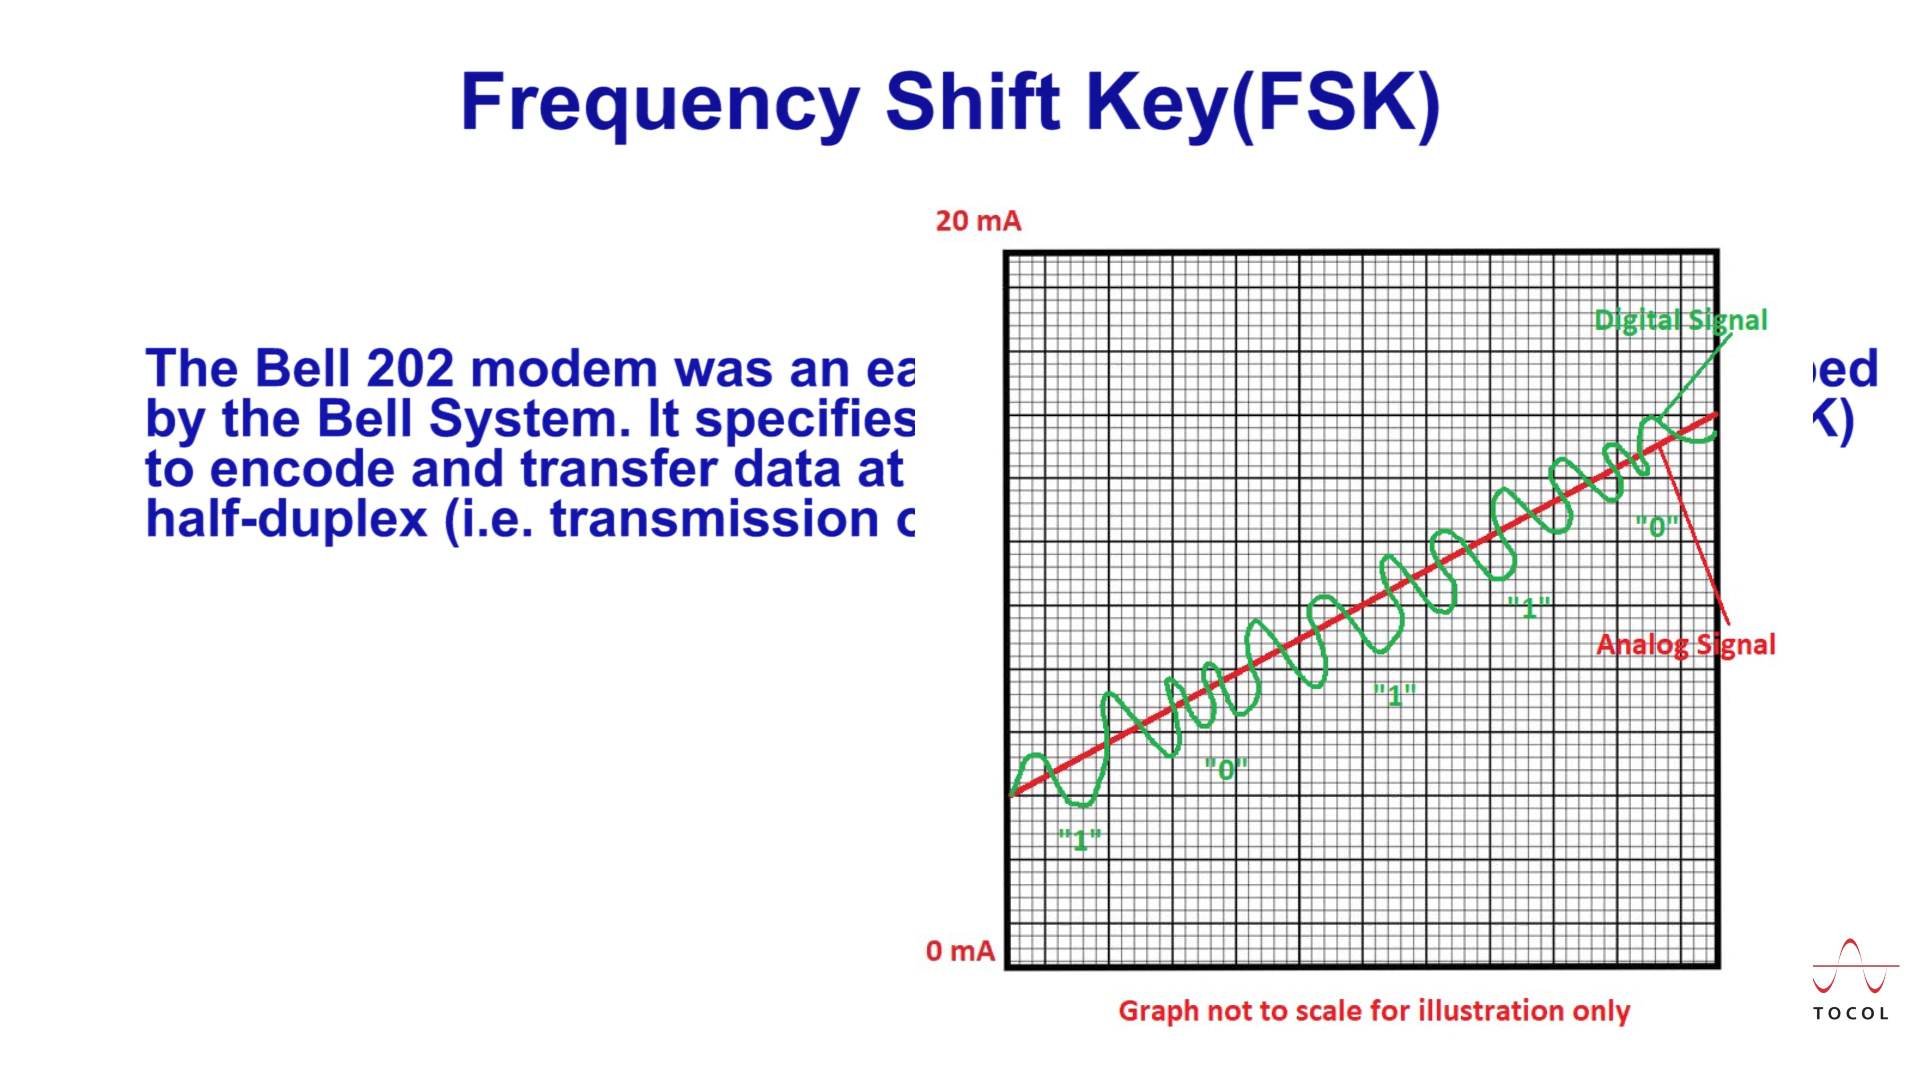 Frequency Shift Key(FSK)
20 mA
Digital Signal
The Bell 202 modem was an
by the Bell System. It specifies
to encode and transfer data at
half-duplex (i.e. transmission
"0"
"1"
Analog Signal
"1"
"0"
"1"
0 mA
Graph not to scale for illustration only
TOCOL